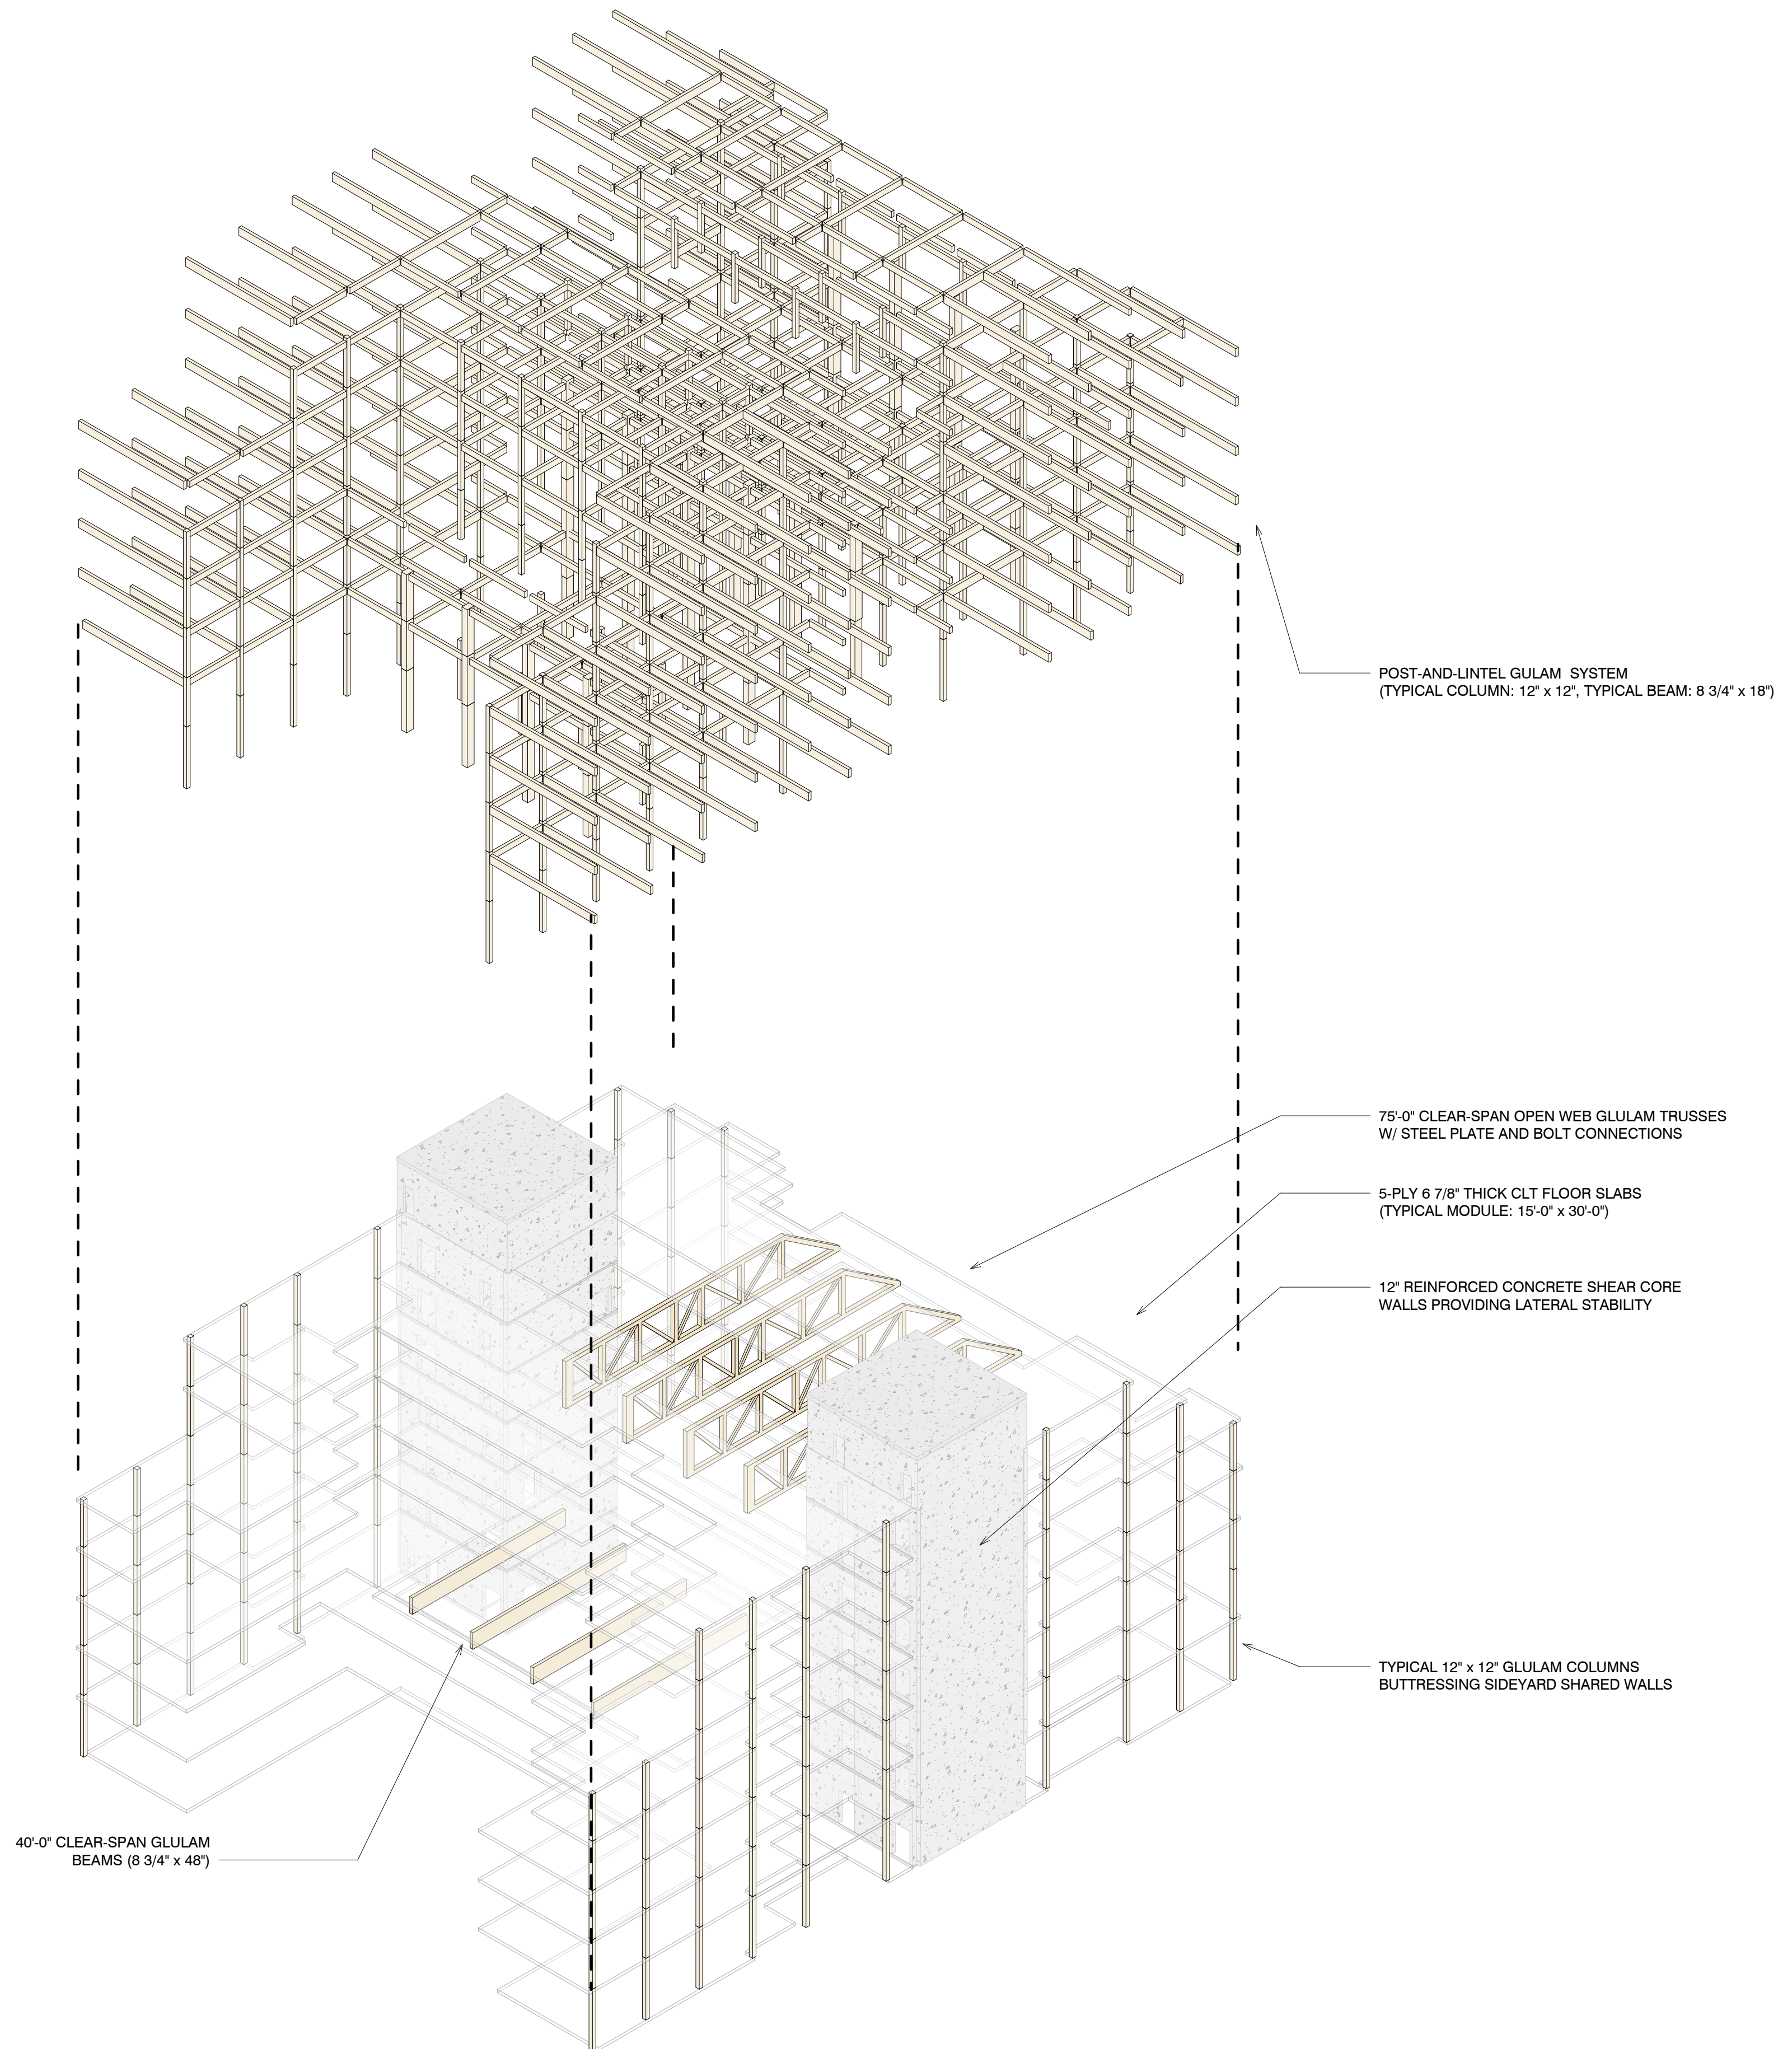 POST-AND-LINTEL GULAM SYSTEM
(TYPICAL COLUMN: 12" x 12", TYPICAL BEAM: 8 3/4" x 18")
75'-0" CLEAR-SPAN OPEN WEB GLULAM TRUSSES
W/ STEEL PLATE AND BOLT CONNECTIONS
5-PLY 6 7/8" THICK CLT FLOOR SLABS
(TYPICAL MODULE: 15'-0" x 30'-0")
12" REINFORCED CONCRETE SHEAR CORE
WALLS PROVIDING LATERAL STABILITY
TYPICAL 12" x 12" GLULAM COLUMNS
BUTTRESSING SIDEYARD SHARED WALLS
40'-0" CLEAR-SPAN GLULAM
BEAMS (8 3/4" x 48")